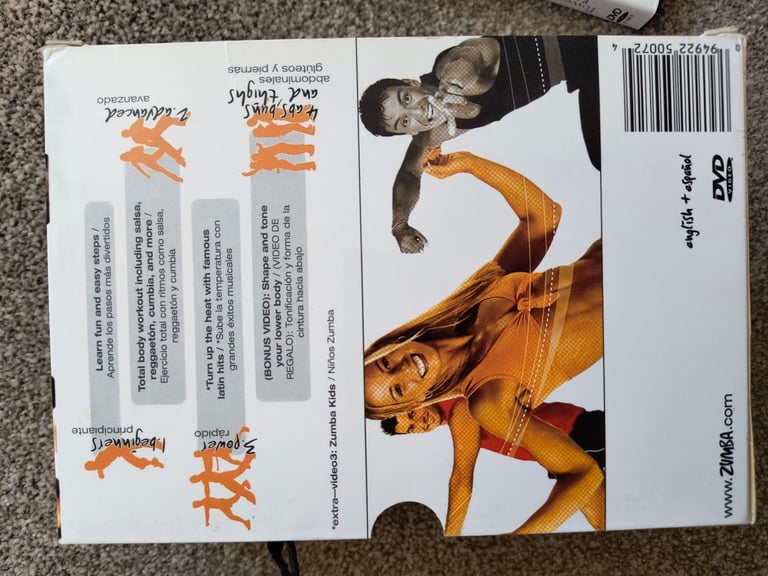 1.beginners
principiante
Learn fun and easy steps /
Aprende los pasos más divertidos
2.advanced
avanzado
Total body workout including salsa,
reggaetón, cumbia, and more /
Ejercicio total con ritmos como salsa,
reggaetón y cumbia
3.power
rápido
*Turn up the heat with famous
latin hits / *Sube la temperatura con
grandes éxitos musicales
4.abs, buns
and thighs
abdominales
glúteos y piernas
(BONUS VIDEO): Shape and tone
your lower body / (VIDEO DE
REGALO): Tonificación y forma de la
cintura hacia abajo
*extra—video3: Zumba Kids / Niños Zumba
0 94922 50072 4
english + español
DVD
VIDEO
www.ZUMBA.com
DVD